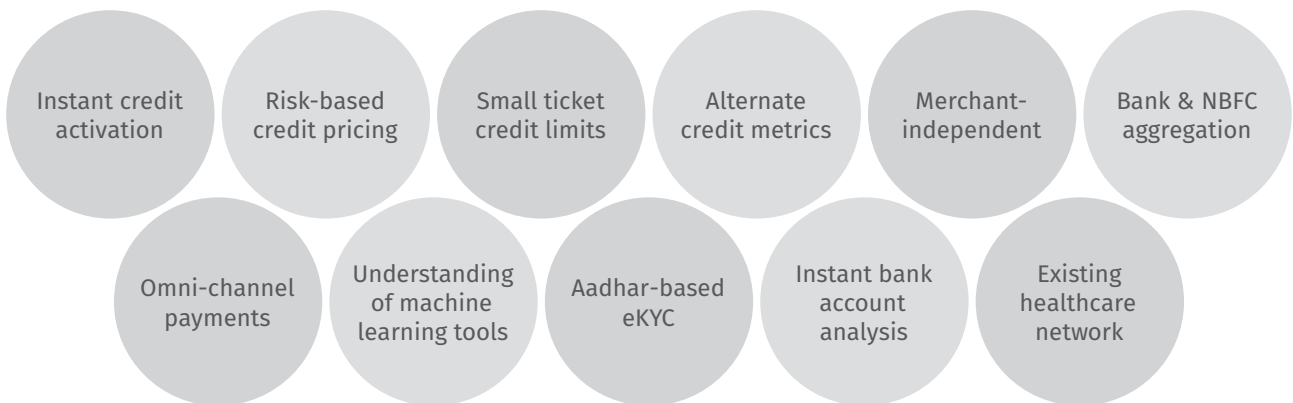 Instant credit
activation
Risk-based
credit pricing
Small ticket
credit limits
Alternate
credit metrics
Merchant-
independent
Bank & NBFC
aggregation
Omni-channel
payments
Understanding
of machine
learning tools
Aadhar-based
eKYC
Instant bank
account
analysis
Existing
healthcare
network